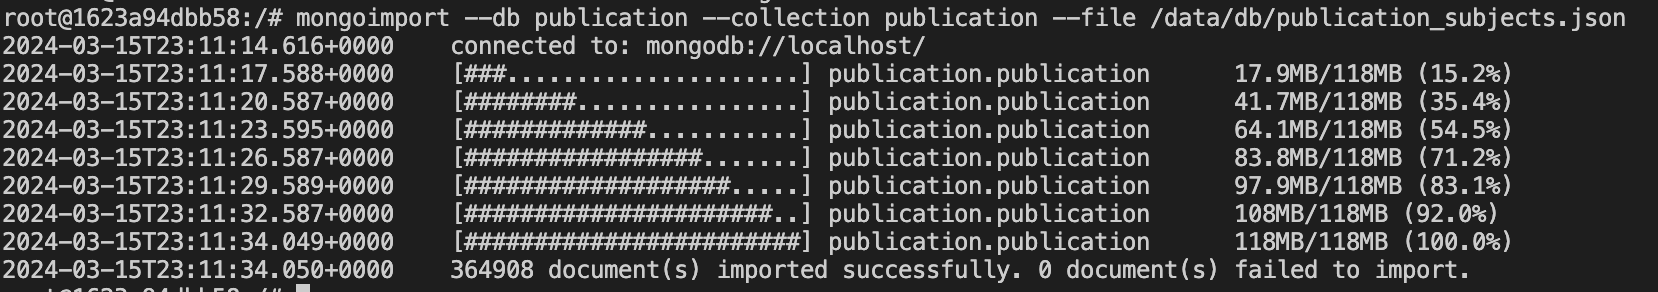 root@1623a94dbb58:/# mongoimport --db publication --collection publication --file /data/db/publication_subjects.json
2024-03-15T23:11:14.616+0000    connected to: mongodb://localhost/
2024-03-15T23:11:17.588+0000    [###.....................] publication.publication      17.9MB/118MB (15.2%)
2024-03-15T23:11:20.587+0000    [########................] publication.publication      41.7MB/118MB (35.4%)
2024-03-15T23:11:23.595+0000    [#############...........] publication.publication      64.1MB/118MB (54.5%)
2024-03-15T23:11:26.587+0000    [#################.......] publication.publication      83.8MB/118MB (71.2%)
2024-03-15T23:11:29.589+0000    [###################.....] publication.publication      97.9MB/118MB (83.1%)
2024-03-15T23:11:32.587+0000    [######################..] publication.publication      108MB/118MB (92.0%)
2024-03-15T23:11:34.049+0000    [########################] publication.publication      118MB/118MB (100.0%)
2024-03-15T23:11:34.050+0000    364908 document(s) imported successfully. 0 document(s) failed to import.
root@1623a94dbb58:/#